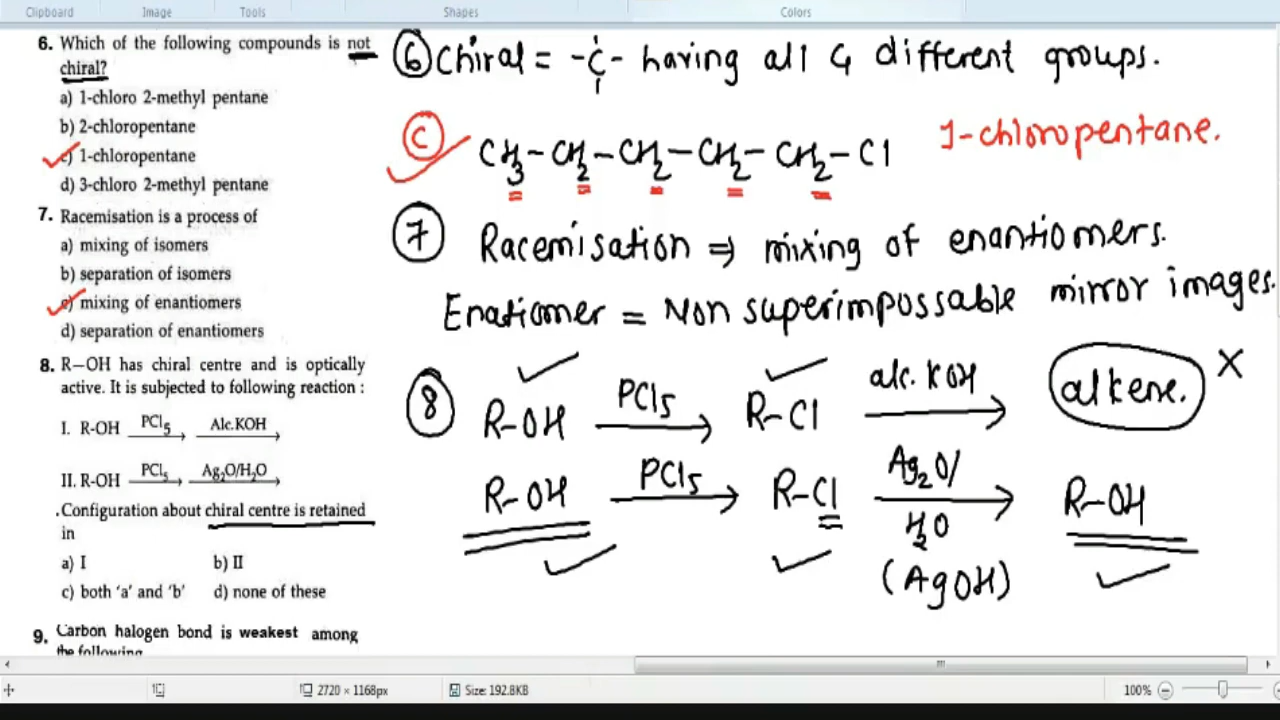 Clipboard Image Tools Shapes Colors
6. Which of the following compounds is not
chiral?
a) 1-chloro 2-methyl pentane
b) 2-chloropentane
c) 1-chloropentane
d) 3-chloro 2-methyl pentane
7. Racemisation is a process of
a) mixing of isomers
b) separation of isomers
c) mixing of enantiomers
d) separation of enantiomers
8. R—OH has chiral centre and is optically
active. It is subjected to following reaction :
I. R-OH PCl₅ → Alc.KOH →
II. R-OH PCl₅ → Ag₂O/H₂O →
.Configuration about chiral centre is retained
in
a) I b) II
c) both 'a' and 'b' d) none of these
9. Carbon halogen bond is weakest among
the following
6 Chiral = -C- having all 4 different groups.
C CH₃-CH₂-CH₂-CH₂-CH₂-Cl 1-chloropentane.
7 Racemisation ⇒ mixing of enantiomers.
Enatiomer = Non superimpossable mirror images.
8 R-OH PCl₅ → R-Cl alc. KOH → alkene. X
R-OH PCl₅ → R-Cl Ag₂O/ H₂O → R-OH
(AgOH)
2720 × 1168px Size: 192.8KB 100%